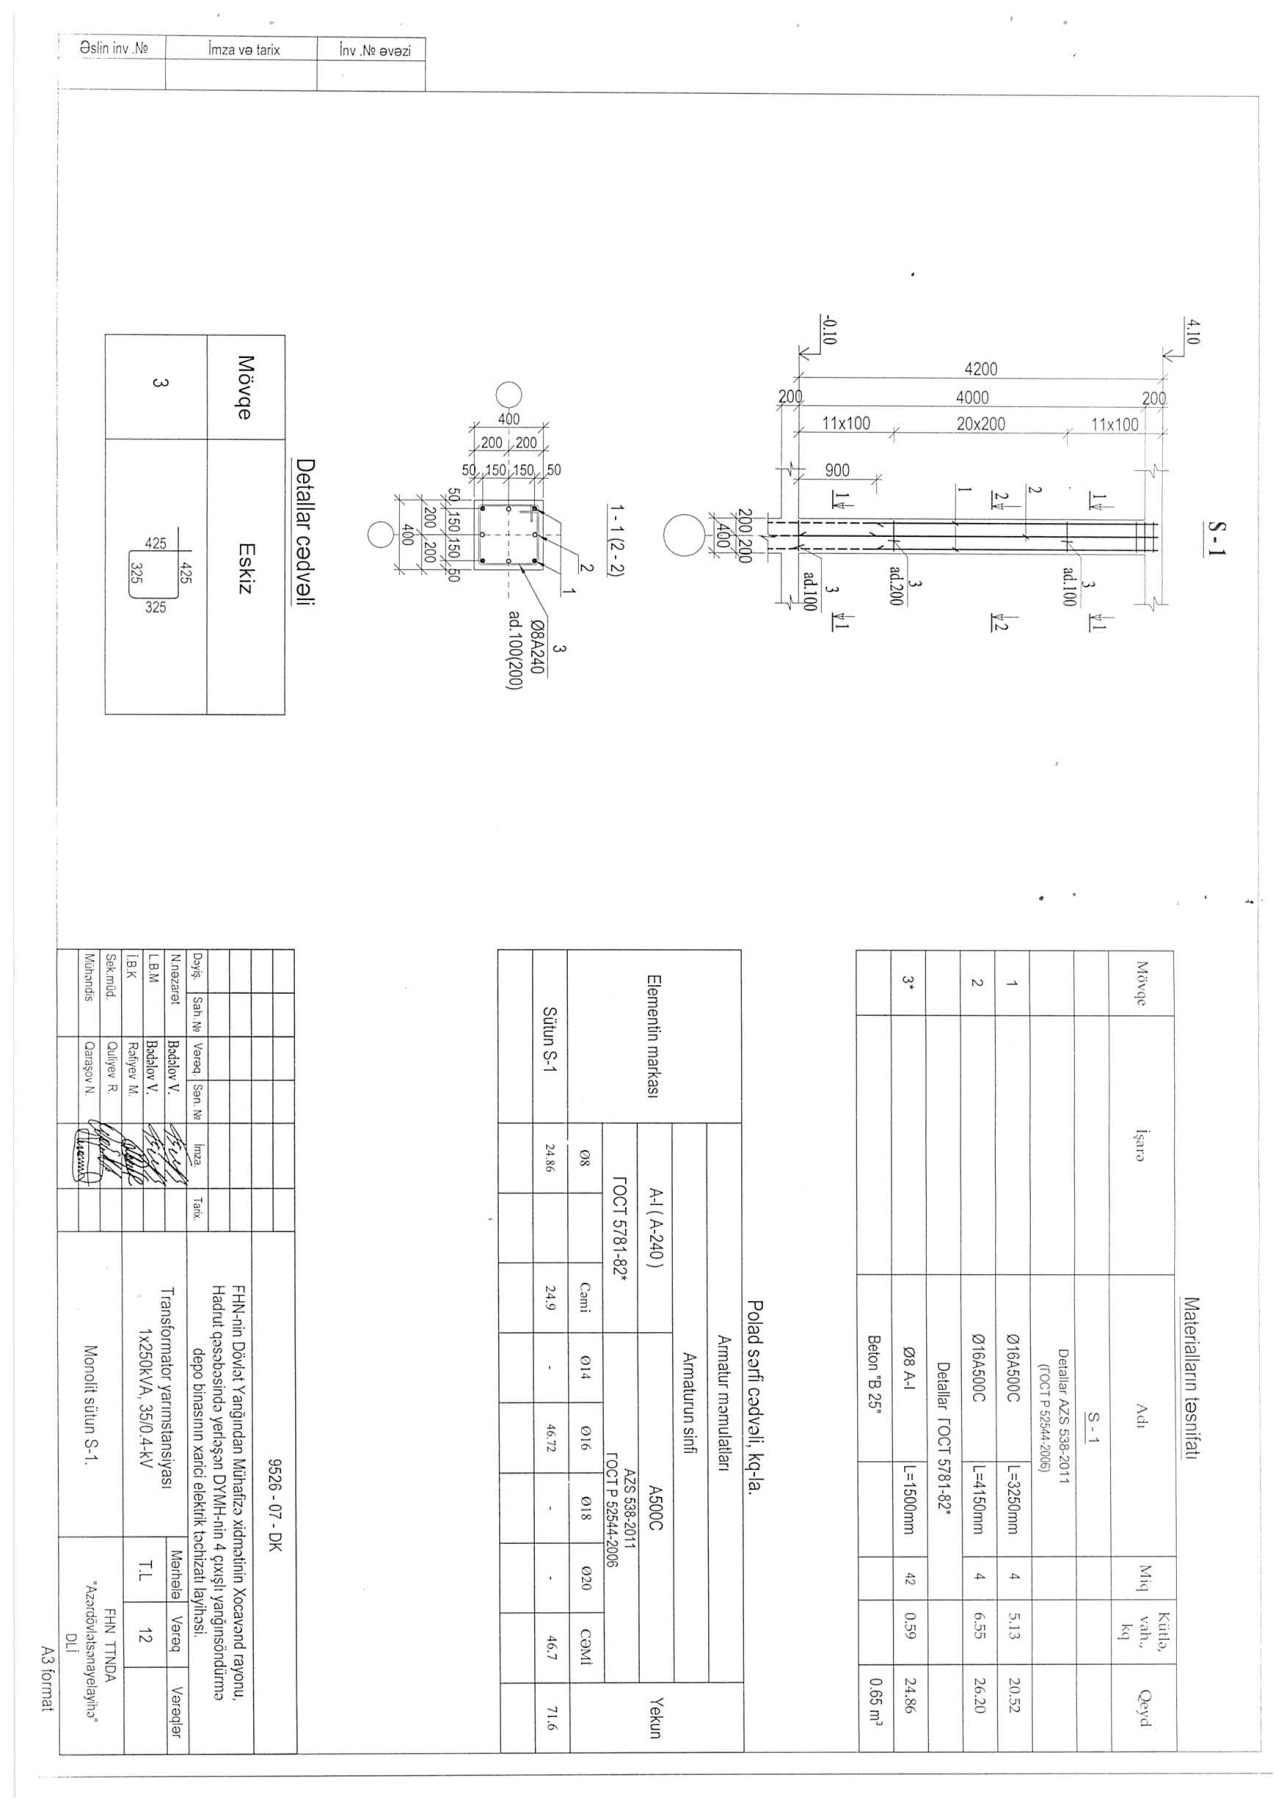 Əslin inv .№
İmza və tarix
İnv .№ əvəzi
S - 1
4.10
-0.10
4200
200 4000 200
11x100 20x200 11x100
900
1 2 1
1 2
3
ad.100
3
ad.200
3
ad.100
1 2 1
200 200
400
1 - 1 (2 - 2)
400
200 200
50 150 150 50
50 150 150 50
200 200
400
1
2
3
Ø8A240
ad.100(200)
Detallar cədvəli
Mövqe Eskiz
3
425
425
325
325
Materialların təsnifatı
Mövqe İşarə Adı Miq Kütlə, vah., kq Qeyd
S - 1
Detallar AZS 538-2011
(ГОСТ Р 52544-2006)
1 Ø16A500C L=3250mm 4 5.13 20.52
2 Ø16A500C L=4150mm 4 6.55 26.20
Detallar ГОСТ 5781-82*
3* Ø8 A-I L=1500mm 42 0.59 24.86
Beton "B 25" 0.65 m³
Polad sərfi cədvəli, kq-la.
Elementin markası
Armatur məmulatları
Yekun
Armaturun sinfi
A-I ( A-240 ) A500C
ГОСТ 5781-82*
AZS 538-2011
ГОСТ Р 52544-2006
Ø8 Cəmi Ø14 Ø16 Ø18 Ø20 CƏMİ
Sütun S-1 24.86 24.9 - 46.72 - - 46.7 71.6
9526 - 07 - DK
FHN-nin Dövlət Yanğından Mühafizə xidmətinin Xocavənd rayonu,
Hadrut qəsəbəsində yerləşən DYMH-nin 4 çıxışlı yanğınsöndürmə
depo binasının xarici elektrik təchizatı layihəsi.
Dəyiş. Sah.№ Vərəq. Sən. № İmza. Tarix.
N.nəzarət Bədəlov V.
L.B.M Bədəlov V.
İ.B.K Rəfiyev M.
Sek.müd. Quliyev R.
Mühəndis Qaraşov N.
Transformator yarımstansiyası
1x250kVA, 35/0.4-kV
Mərhələ Vərəq Vərəqlər
T.L 12
Monolit sütun S-1.
FHN TTNDA
"Azərdövlətsənayelayihə"
DLİ
A3 format